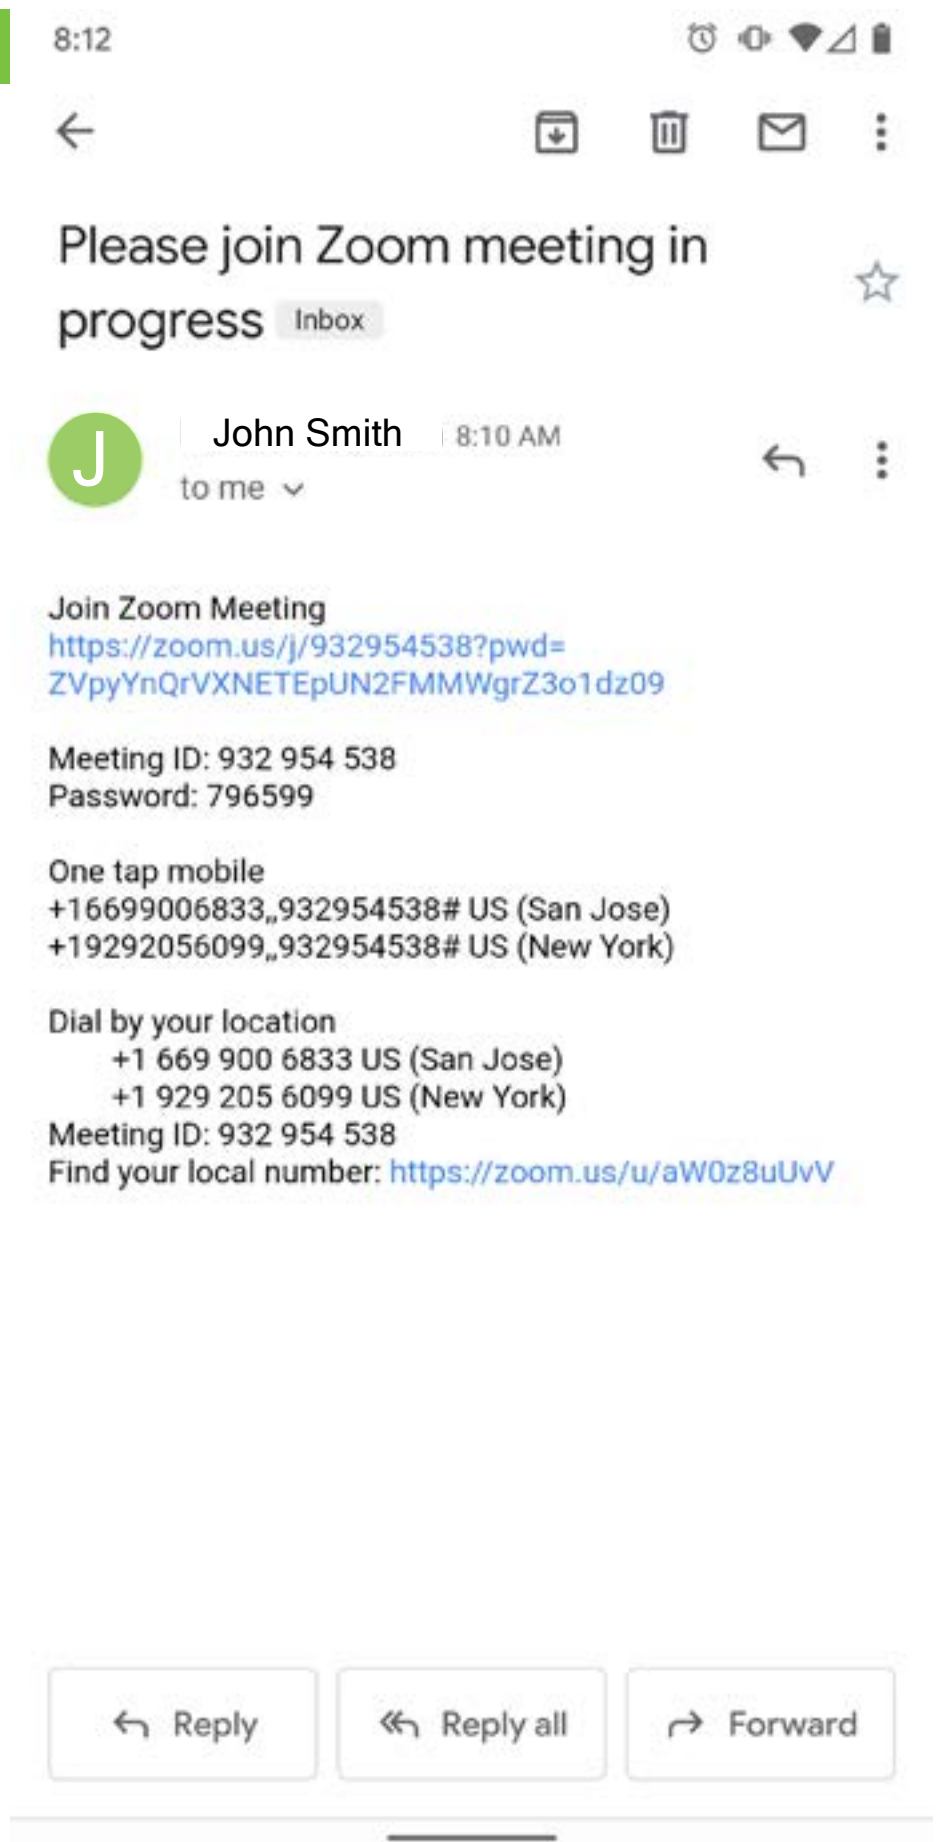 8:12
Please join Zoom meeting in
progress Inbox
J
John Smith 8:10 AM
to me
Join Zoom Meeting
https://zoom.us/j/932954538?pwd=
ZVpyYnQrVXNETEpUN2FMMWgrZ3o1dz09
Meeting ID: 932 954 538
Password: 796599
One tap mobile
+16699006833,,932954538# US (San Jose)
+19292056099,,932954538# US (New York)
Dial by your location
+1 669 900 6833 US (San Jose)
+1 929 205 6099 US (New York)
Meeting ID: 932 954 538
Find your local number: https://zoom.us/u/aW0z8uUvV
Reply Reply all Forward